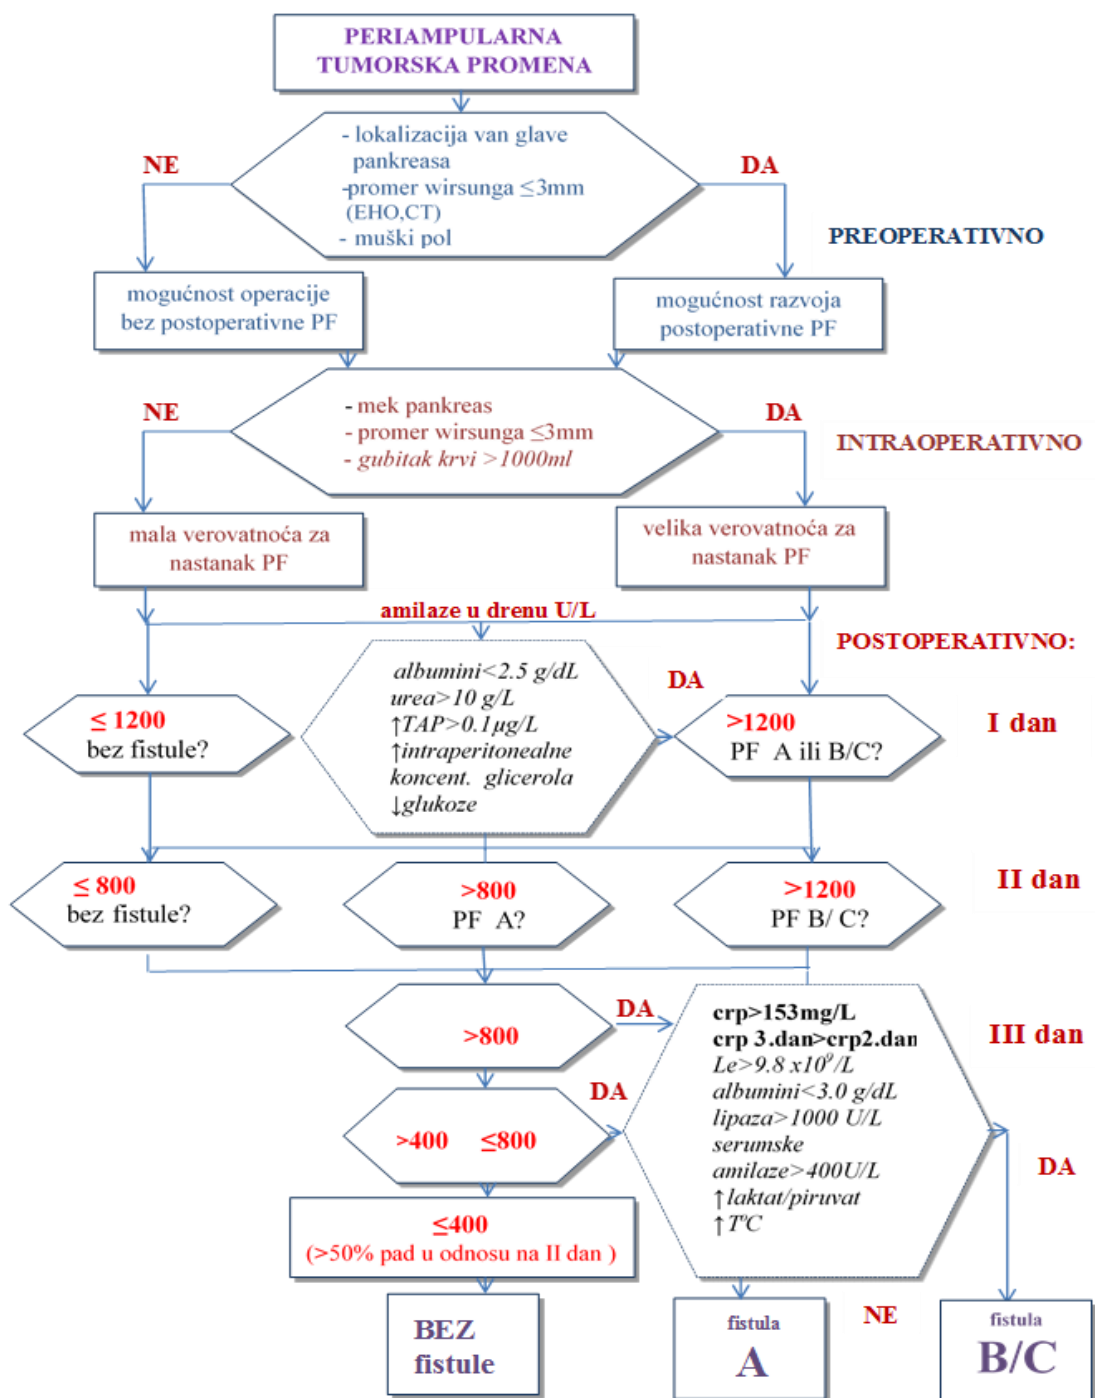 PERIAMPULARNA
TUMORSKA PROMENA
- lokalizacija van glave
pankreasa
-promer wirsunga ≤3mm
(EHO,CT)
- muški pol
NE
DA
PREOPERATIVNO
mogućnost operacije
bez postoperativne PF
mogućnost razvoja
postoperativne PF
- mek pankreas
- promer wirsunga ≤3mm
- gubitak krvi >1000ml
NE
DA
INTRAOPERATIVNO
mala verovatnoća za
nastanak PF
velika verovatnoća za
nastanak PF
amilaze u drenu U/L
POSTOPERATIVNO:
albumini<2.5 g/dL
urea>10 g/L
↑TAP>0.1µg/L
↑intraperitonealne
koncent. glicerola
↓glukoze
DA
≤ 1200
bez fistule?
>1200
PF A ili B/C?
I dan
≤ 800
bez fistule?
>800
PF A?
>1200
PF B/ C?
II dan
>800
DA
crp>153mg/L
crp 3.dan>crp2.dan
Le>9.8 x10⁹/L
albumini<3.0 g/dL
lipaza>1000 U/L
serumske
amilaze>400U/L
↑laktat/piruvat
↑TºC
III dan
>400 ≤800
DA
DA
≤400
(>50% pad u odnosu na II dan )
BEZ
fistule
fistula
A
NE
fistula
B/C